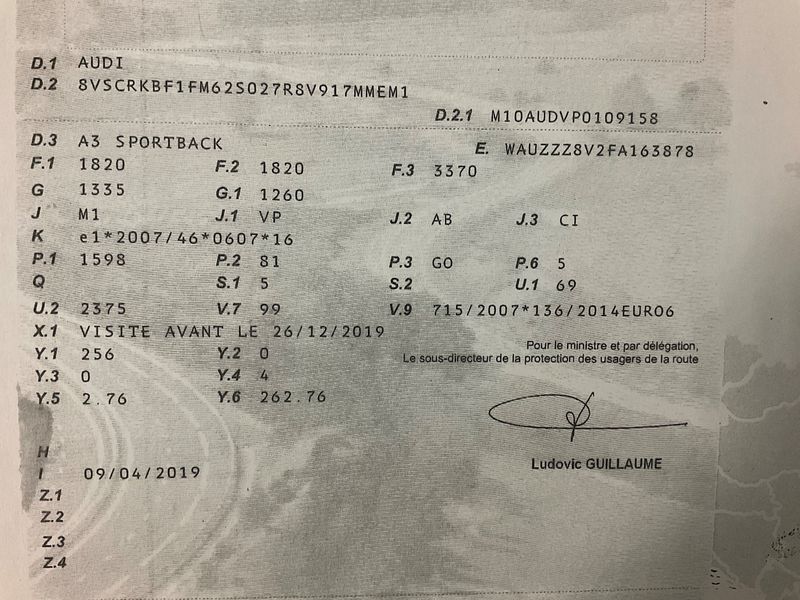 D.1 AUDI
D.2 8VSCRKBF1FM62S027R8V917MMEM1
D.2.1 M10AUDVP0109158
D.3 A3 SPORTBACK
E. WAUZZZ8V2FA163878
F.1 1820 F.2 1820 F.3 3370
G 1335 G.1 1260
J M1 J.1 VP J.2 AB J.3 CI
K e1*2007/46*0607*16
P.1 1598 P.2 81 P.3 GO P.6 5
Q S.1 5 S.2 U.1 69
U.2 2375 V.7 99 V.9 715/2007*136/2014EURO6
X.1 VISITE AVANT LE 26/12/2019
Pour le ministre et par délégation,
Y.1 256 Y.2 0
Le sous-directeur de la protection des usagers de la route
Y.3 0 Y.4 4
Y.5 2.76 Y.6 262.76
H
Ludovic GUILLAUME
I 09/04/2019
Z.1
Z.2
Z.3
Z.4